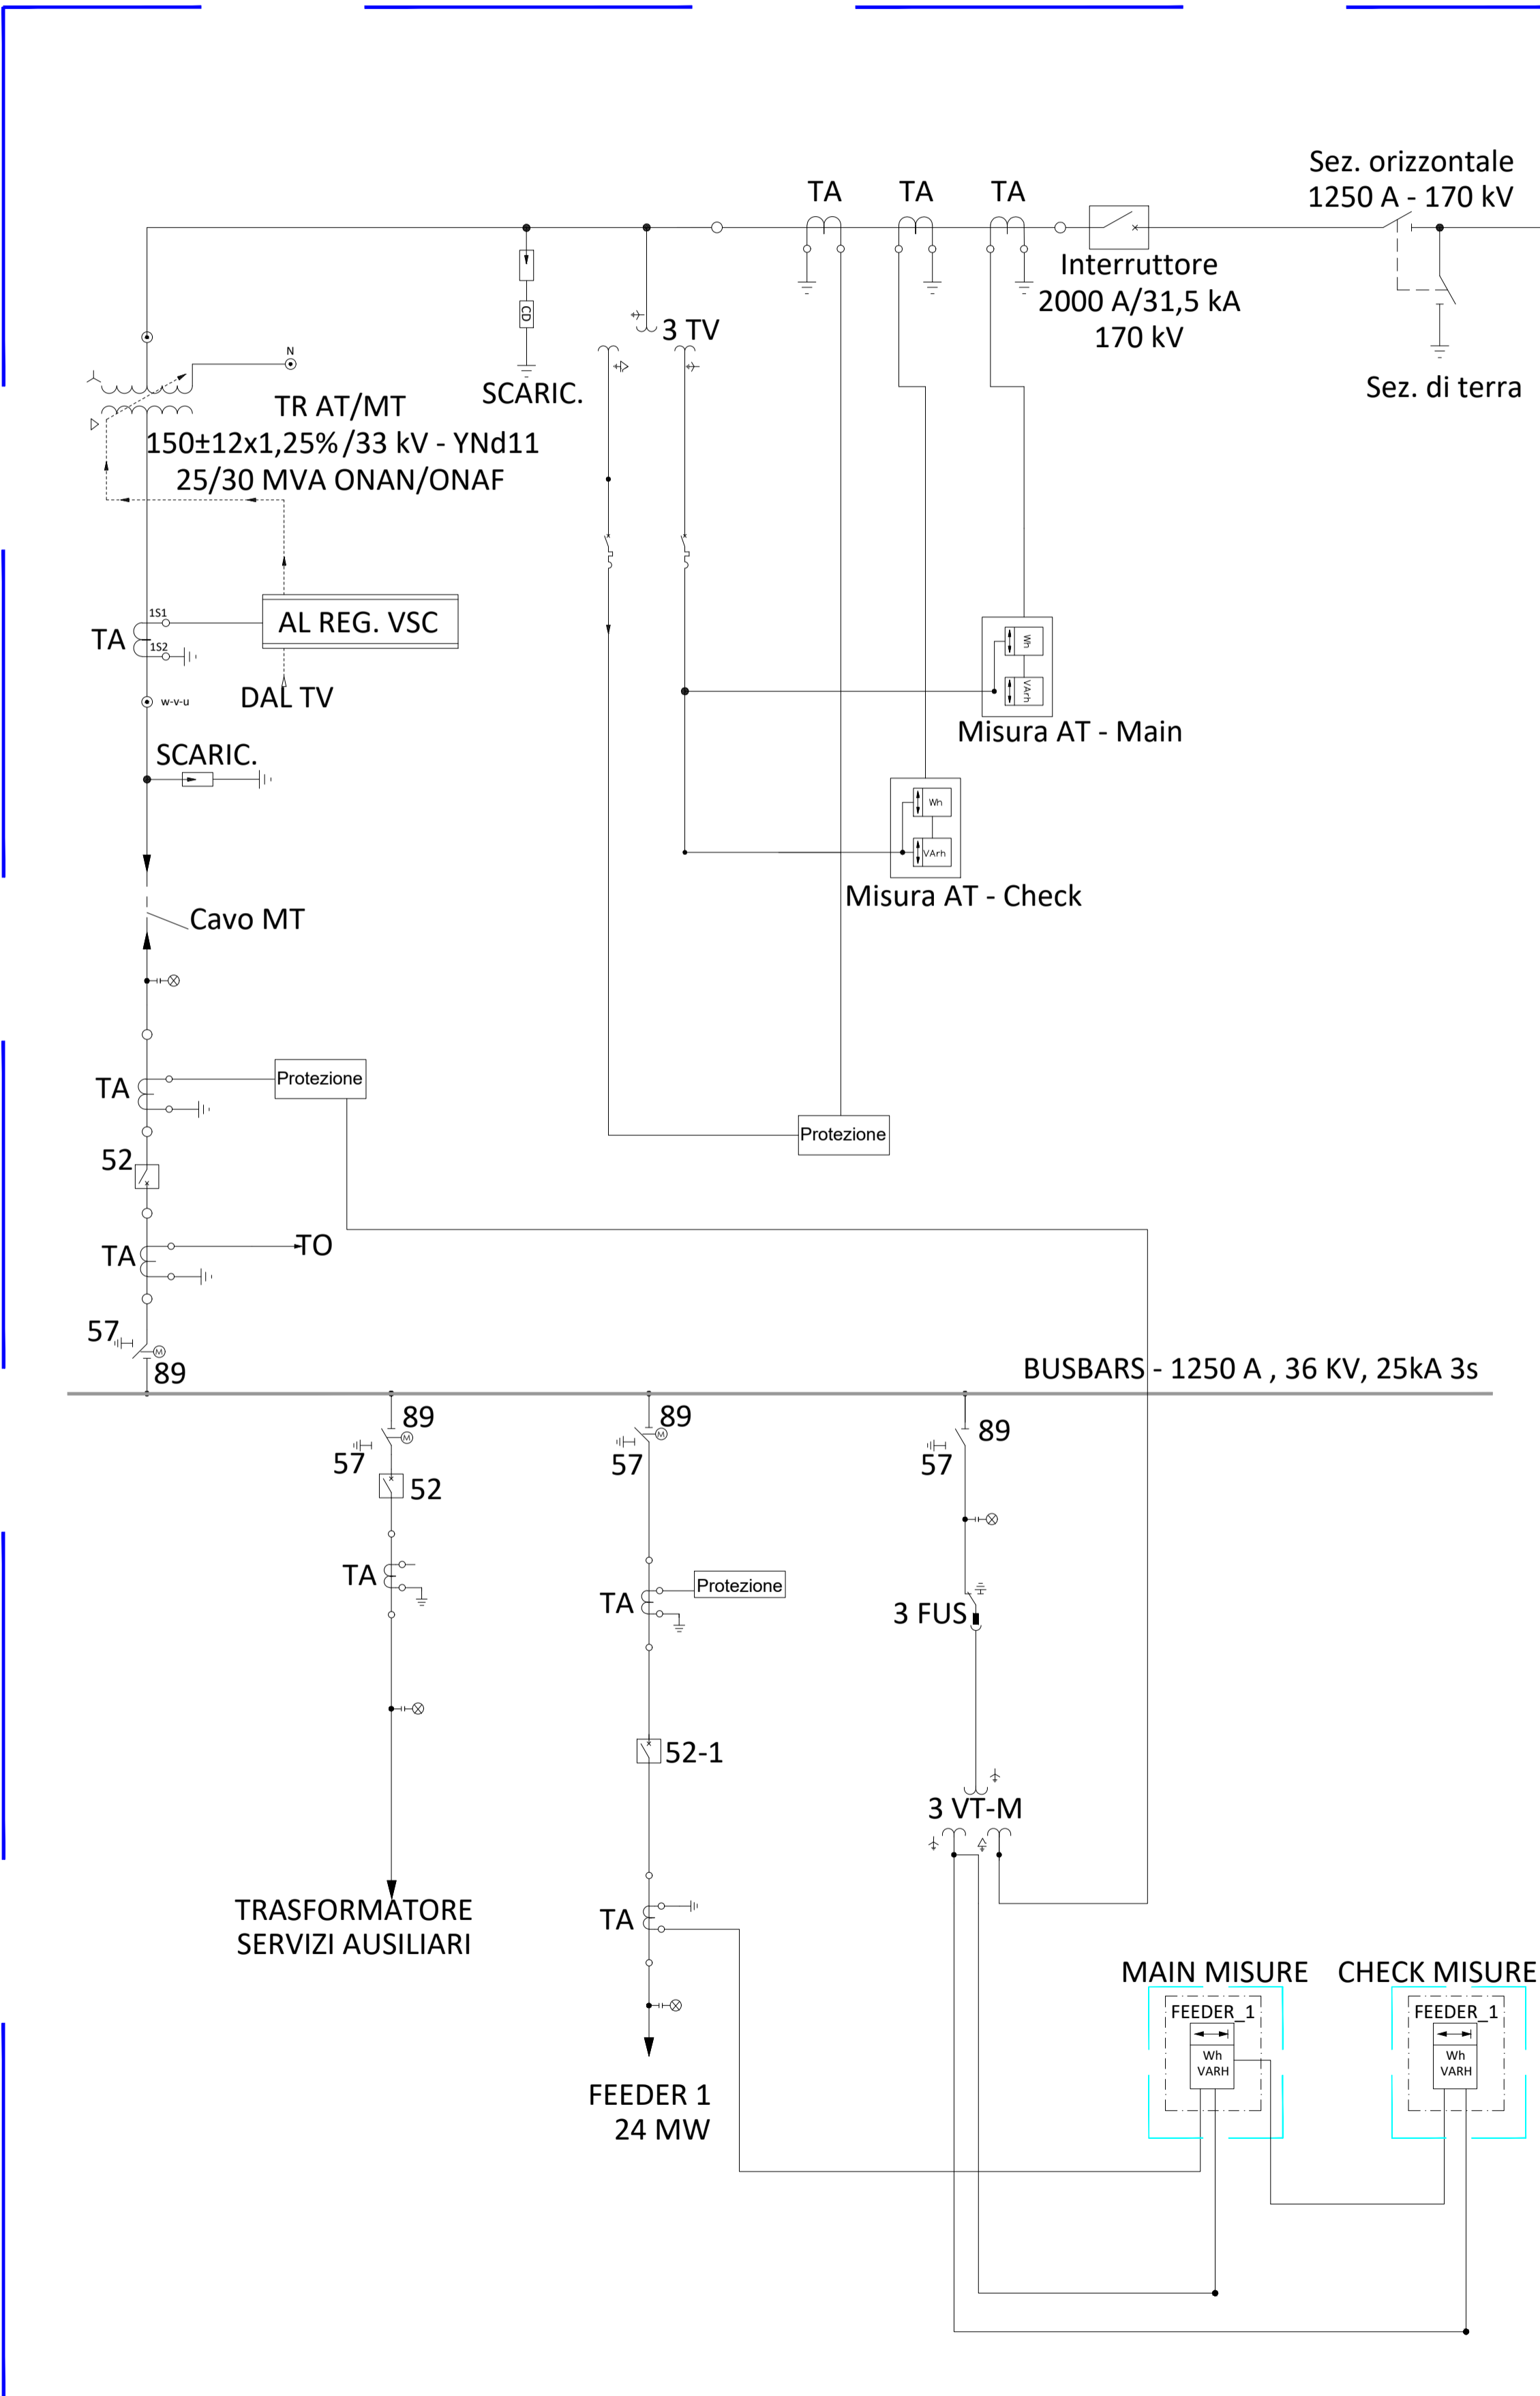 Sez. orizzontale
1250 A - 170 kV
TA
TA
TA
Interruttore
2000 A/31,5 kA
170 kV
Sez. di terra
3 TV
CD
SCARIC.
N
TR AT/MT
150±12x1,25% /33 kV - YNd11
25/30 MVA ONAN/ONAF
1S1
TA
1S2
AL REG. VSC
DAL TV
w-v-u
Wh
VArh
Misura AT - Main
SCARIC.
Wh
VArh
Misura AT - Check
Cavo MT
TA
Protezione
Protezione
52
TA
TO
57
M
89
BUSBARS - 1250 A , 36 KV, 25kA 3s
89
M
57
52
89
M
57
89
57
TA
TA
Protezione
3 FUS
52-1
3 VT-M
TRASFORMATORE
SERVIZI AUSILIARI
TA
MAIN MISURE
CHECK MISURE
FEEDER_1
FEEDER_1
Wh
VARH
Wh
VARH
FEEDER 1
24 MW